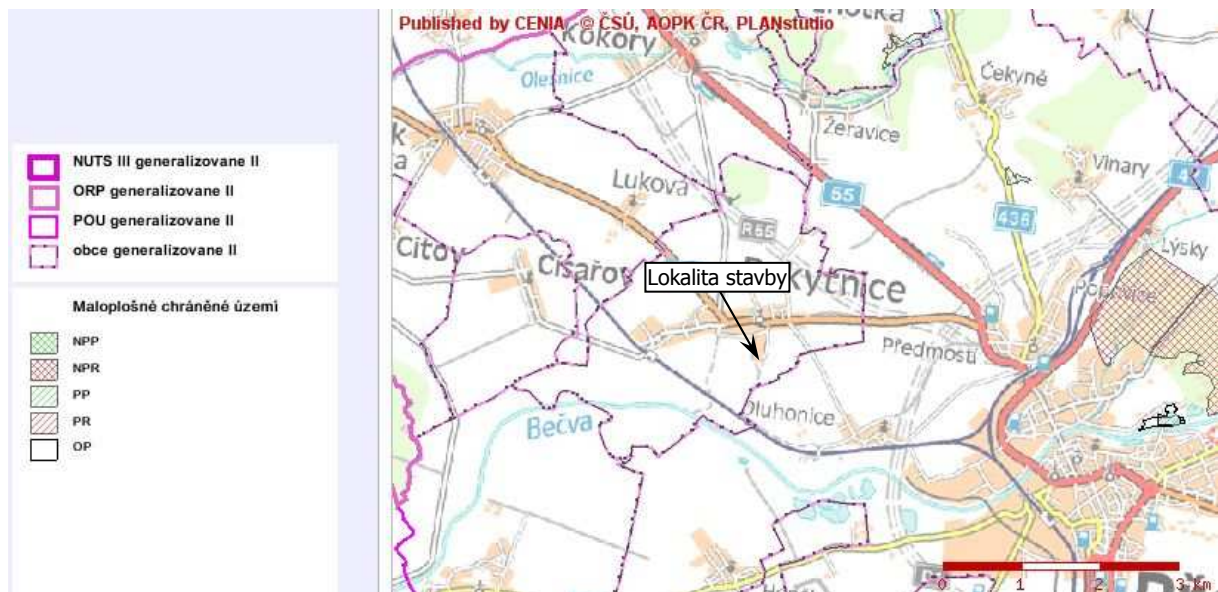 Published by CENIA , © ČSÚ, AOPK ČR, PLANstudio
NUTS III generalizovane II
ORP generalizovane II
POU generalizovane II
obce generalizovane II
Maloplošné chráněné území
NPP
NPR
PP
PR
OP
Kokory
Olešnice
Čekyně
Žeravice
Vinary
Luková
55
436
R55
Lýsky
Citov
Císařov
Lokalita stavby
Popovice
Předmostí
Dluhonice
Bečva
0 1 2 3 km